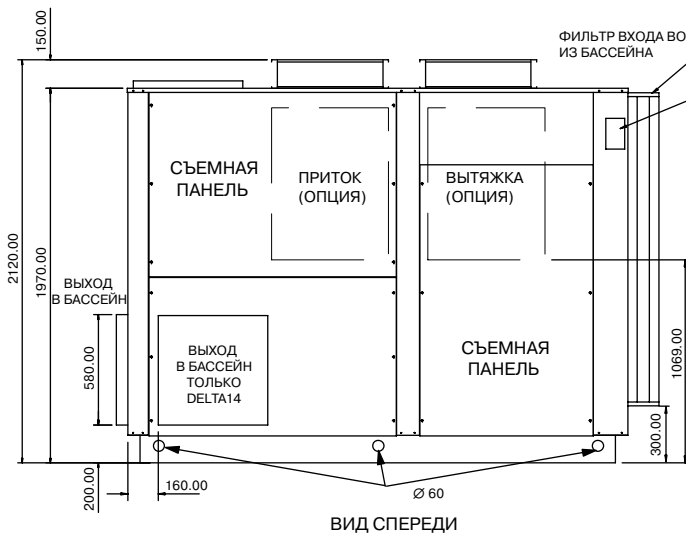 150.00
ФИЛЬТР ВХОДА ВО
ИЗ БАССЕЙНА
2120.00
1970.00
СЪЕМНАЯ
ПАНЕЛЬ
ПРИТОК
(ОПЦИЯ)
ВЫТЯЖКА
(ОПЦИЯ)
ВЫХОД
В БАССЕЙН
580.00
ВЫХОД
В БАССЕЙН
ТОЛЬКО
DELTA14
СЪЕМНАЯ
ПАНЕЛЬ
1069.00
300.00
200.00
160.00
Ø 60
ВИД СПЕРЕДИ